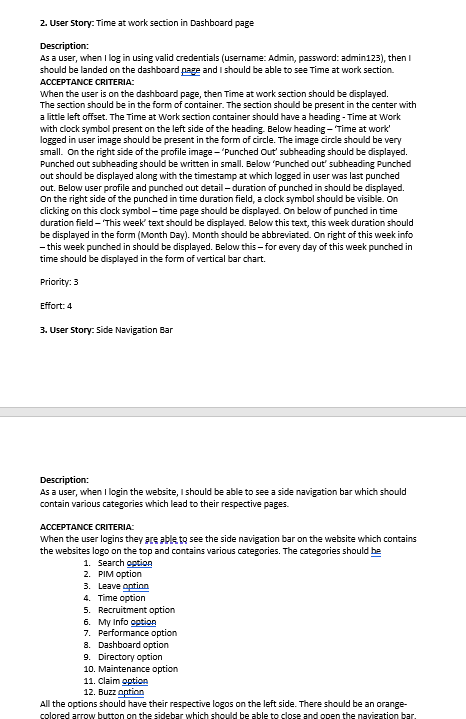 2. User Story: Time at work section in Dashboard page
Description:
As a user, when I log in using valid credentials (username: Admin, password: admin123), then I
should be landed on the dashboard page and I should be able to see Time at work section.
ACCEPTANCE CRITERIA:
When the user is on the dashboard page, then Time at work section should be displayed.
The section should be in the form of container. The section should be present in the center with
a little left offset. The Time at Work section container should have a heading - Time at Work
with clock symbol present on the left side of the heading. Below heading – 'Time at work'
logged in user image should be present in the form of circle. The image circle should be very
small. On the right side of the profile image – 'Punched Out' subheading should be displayed.
Punched out subheading should be written in small. Below 'Punched out' subheading Punched
out should be displayed along with the timestamp at which logged in user was last punched
out. Below user profile and punched out detail – duration of punched in should be displayed.
On the right side of the punched in time duration field, a clock symbol should be visible. On
clicking on this clock symbol – time page should be displayed. On below of punched in time
duration field – 'This week' text should be displayed. Below this text, this week duration should
be displayed in the form (Month Day). Month should be abbreviated. On right of this week info
– this week punched in should be displayed. Below this – for every day of this week punched in
time should be displayed in the form of vertical bar chart.
Priority: 3
Effort: 4
3. User Story: Side Navigation Bar
Description:
As a user, when I login the website, I should be able to see a side navigation bar which should
contain various categories which lead to their respective pages.
ACCEPTANCE CRITERIA:
When the user logins they are able to see the side navigation bar on the website which contains
the websites logo on the top and contains various categories. The categories should be
1. Search option
2. PIM option
3. Leave option
4. Time option
5. Recruitment option
6. My Info option
7. Performance option
8. Dashboard option
9. Directory option
10. Maintenance option
11. Claim option
12. Buzz option
All the options should have their respective logos on the left side. There should be an orange-
colored arrow button on the sidebar which should be able to close and open the navigation bar.